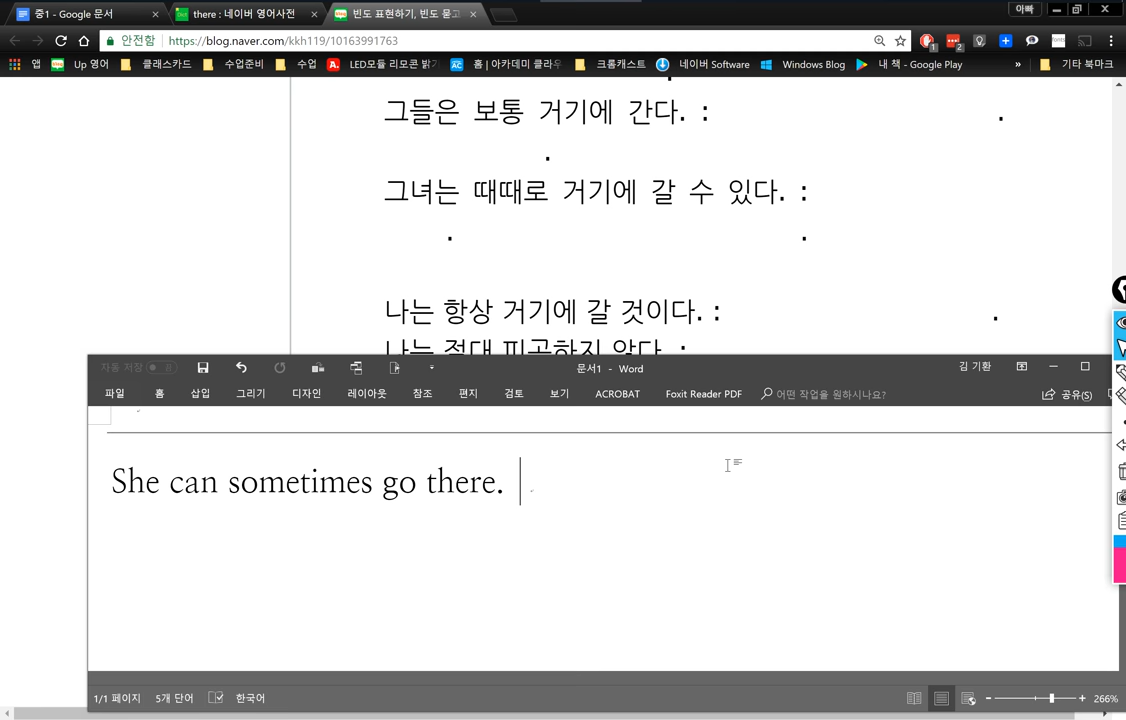 중1 - Google 문서
there : 네이버 영어사전
빈도 표현하기, 빈도 묻고
아빠
안전함
https://blog.naver.com/kkh119/10163991763
앱
Up 영어
클래스카드
수업준비
수업
LED모듈 리모콘 밝기
홈 | 아카데미 클라우
크롬캐스트
네이버 Software
Windows Blog
내 책 - Google Play
»
기타 북마크
그들은 보통 거기에 간다. : .
.
그녀는 때때로 거기에 갈 수 있다. :
. .
나는 항상 거기에 갈 것이다. : .
나는 절대 피곤하지 않다. :
자동 저장
문서1 - Word
김 기환
파일 홈 삽입 그리기 디자인 레이아웃 참조 편지 검토 보기 ACROBAT Foxit Reader PDF 어떤 작업을 원하시나요? 공유(S)
She can sometimes go there.
1/1 페이지 5개 단어 한국어 266%